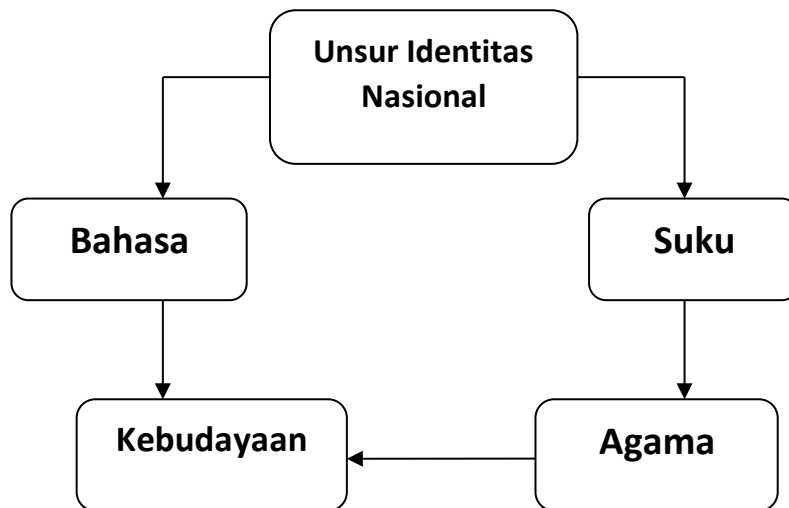 Unsur Identitas
Nasional
Bahasa
Suku
Kebudayaan
Agama